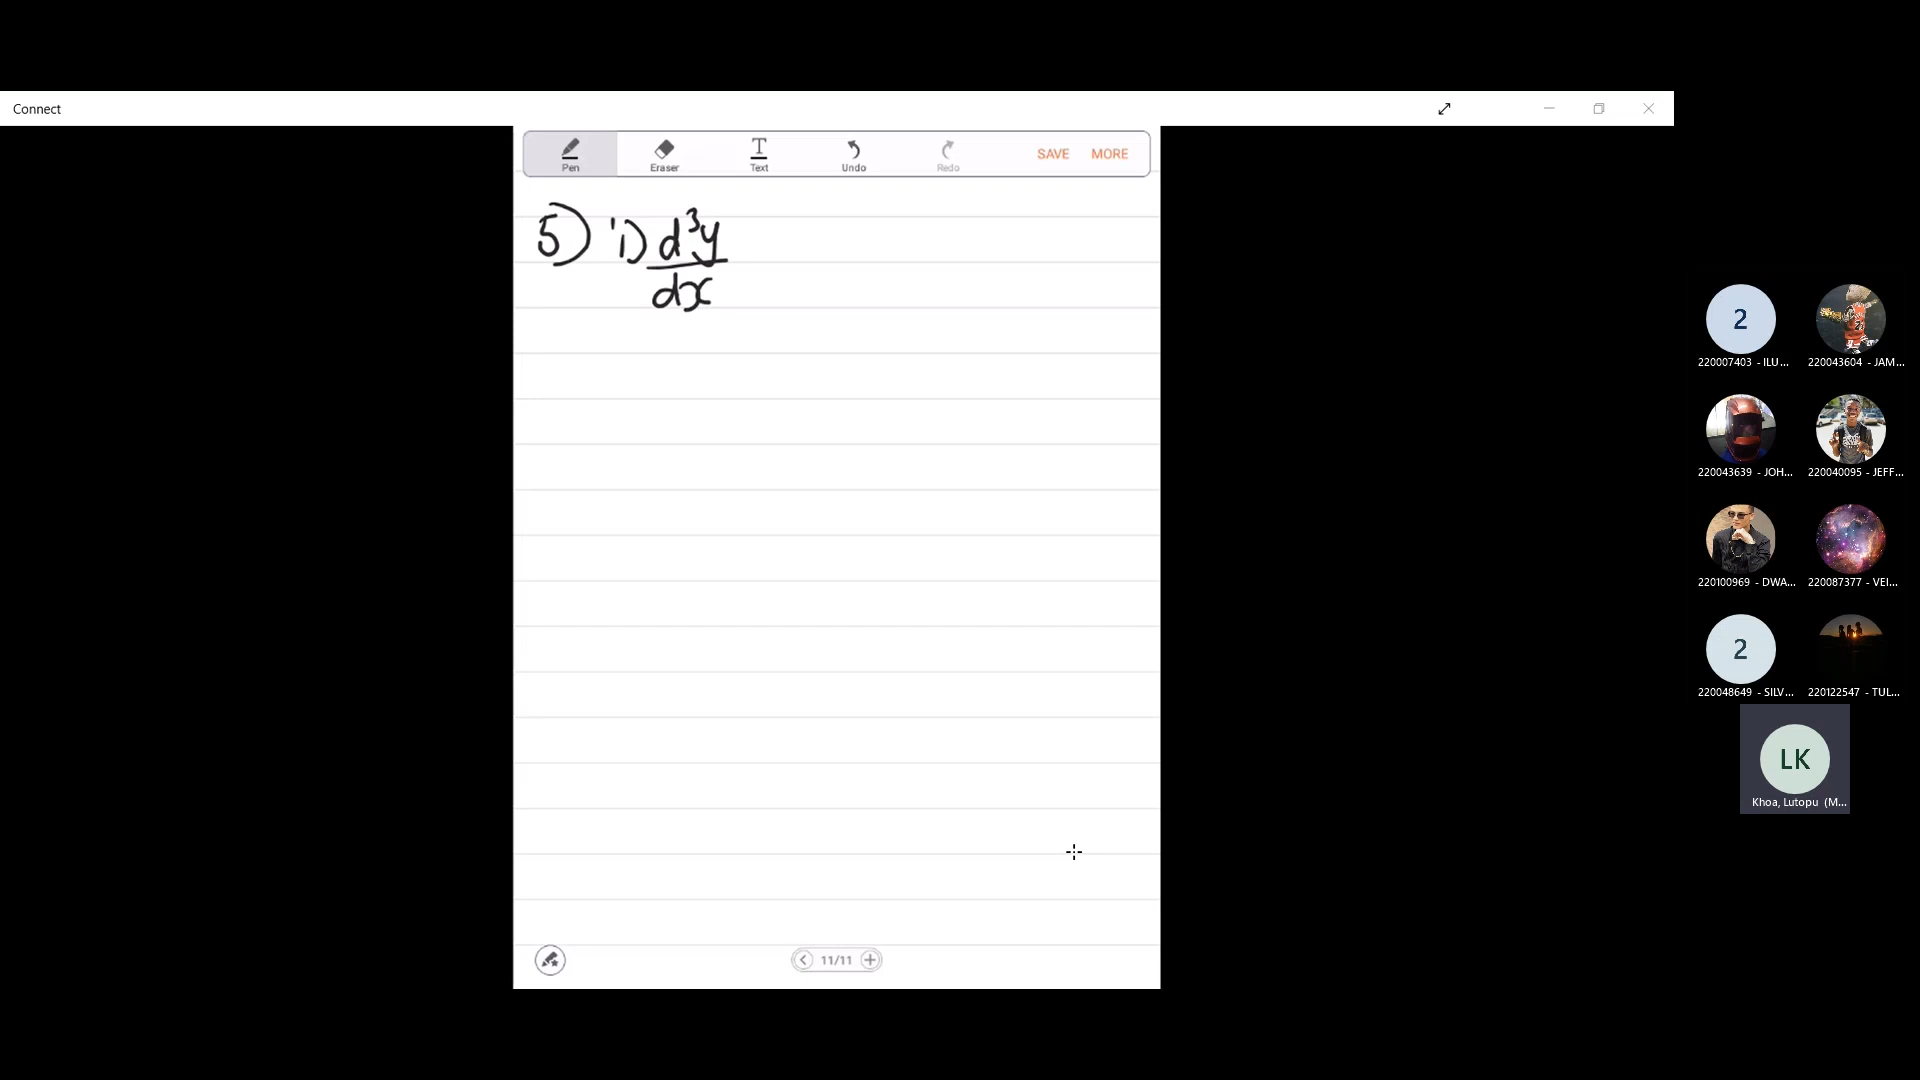 Connect
Pen Eraser Text Undo Redo SAVE MORE
5) i) d³y
dx
2
220007403 - ILU... 220043604 - JAM...
220043639 - JOH... 220040095 - JEFF...
220100969 - DWA... 220087377 - VEI...
2
220048649 - SILV... 220122547 - TUL...
LK
Khoa, Lutopu (M...
11/11